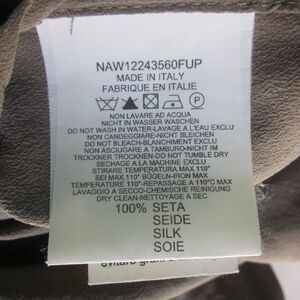 NAW12243560FUP
MADE IN ITALY
FABRIQUE EN ITALIE
P
NON LAVARE AD ACQUA
NICHT IN WASSER WASCHEN
DO NOT WASH IN WATER-LAVAGE A L'EAU EXCLU
NON CANDEGGIARE-NICHT BLEICHEN
DO NOT BLEACH-BLANCHIMENT EXCLU
NON ASCIUGARE A TAMBURO-IM
TROCKNER TROCKNEN-DO NOT TUMBLE DRY
SECHAGE A LA MACHINE EXCLU
STIRARE TEMPERATURA MAX 110°
BEI MAX 110° BÜGELN-IRON MAX
TEMPERATURE 110°-REPASSAGE A 110°C MAX
LAVAGGIO A SECCO-CHEMISCHE REINIGUNG
DRY CLEAN-NETTOYAGE A SEC
100% SETA
SEIDE
SILK
SOIE
evitare